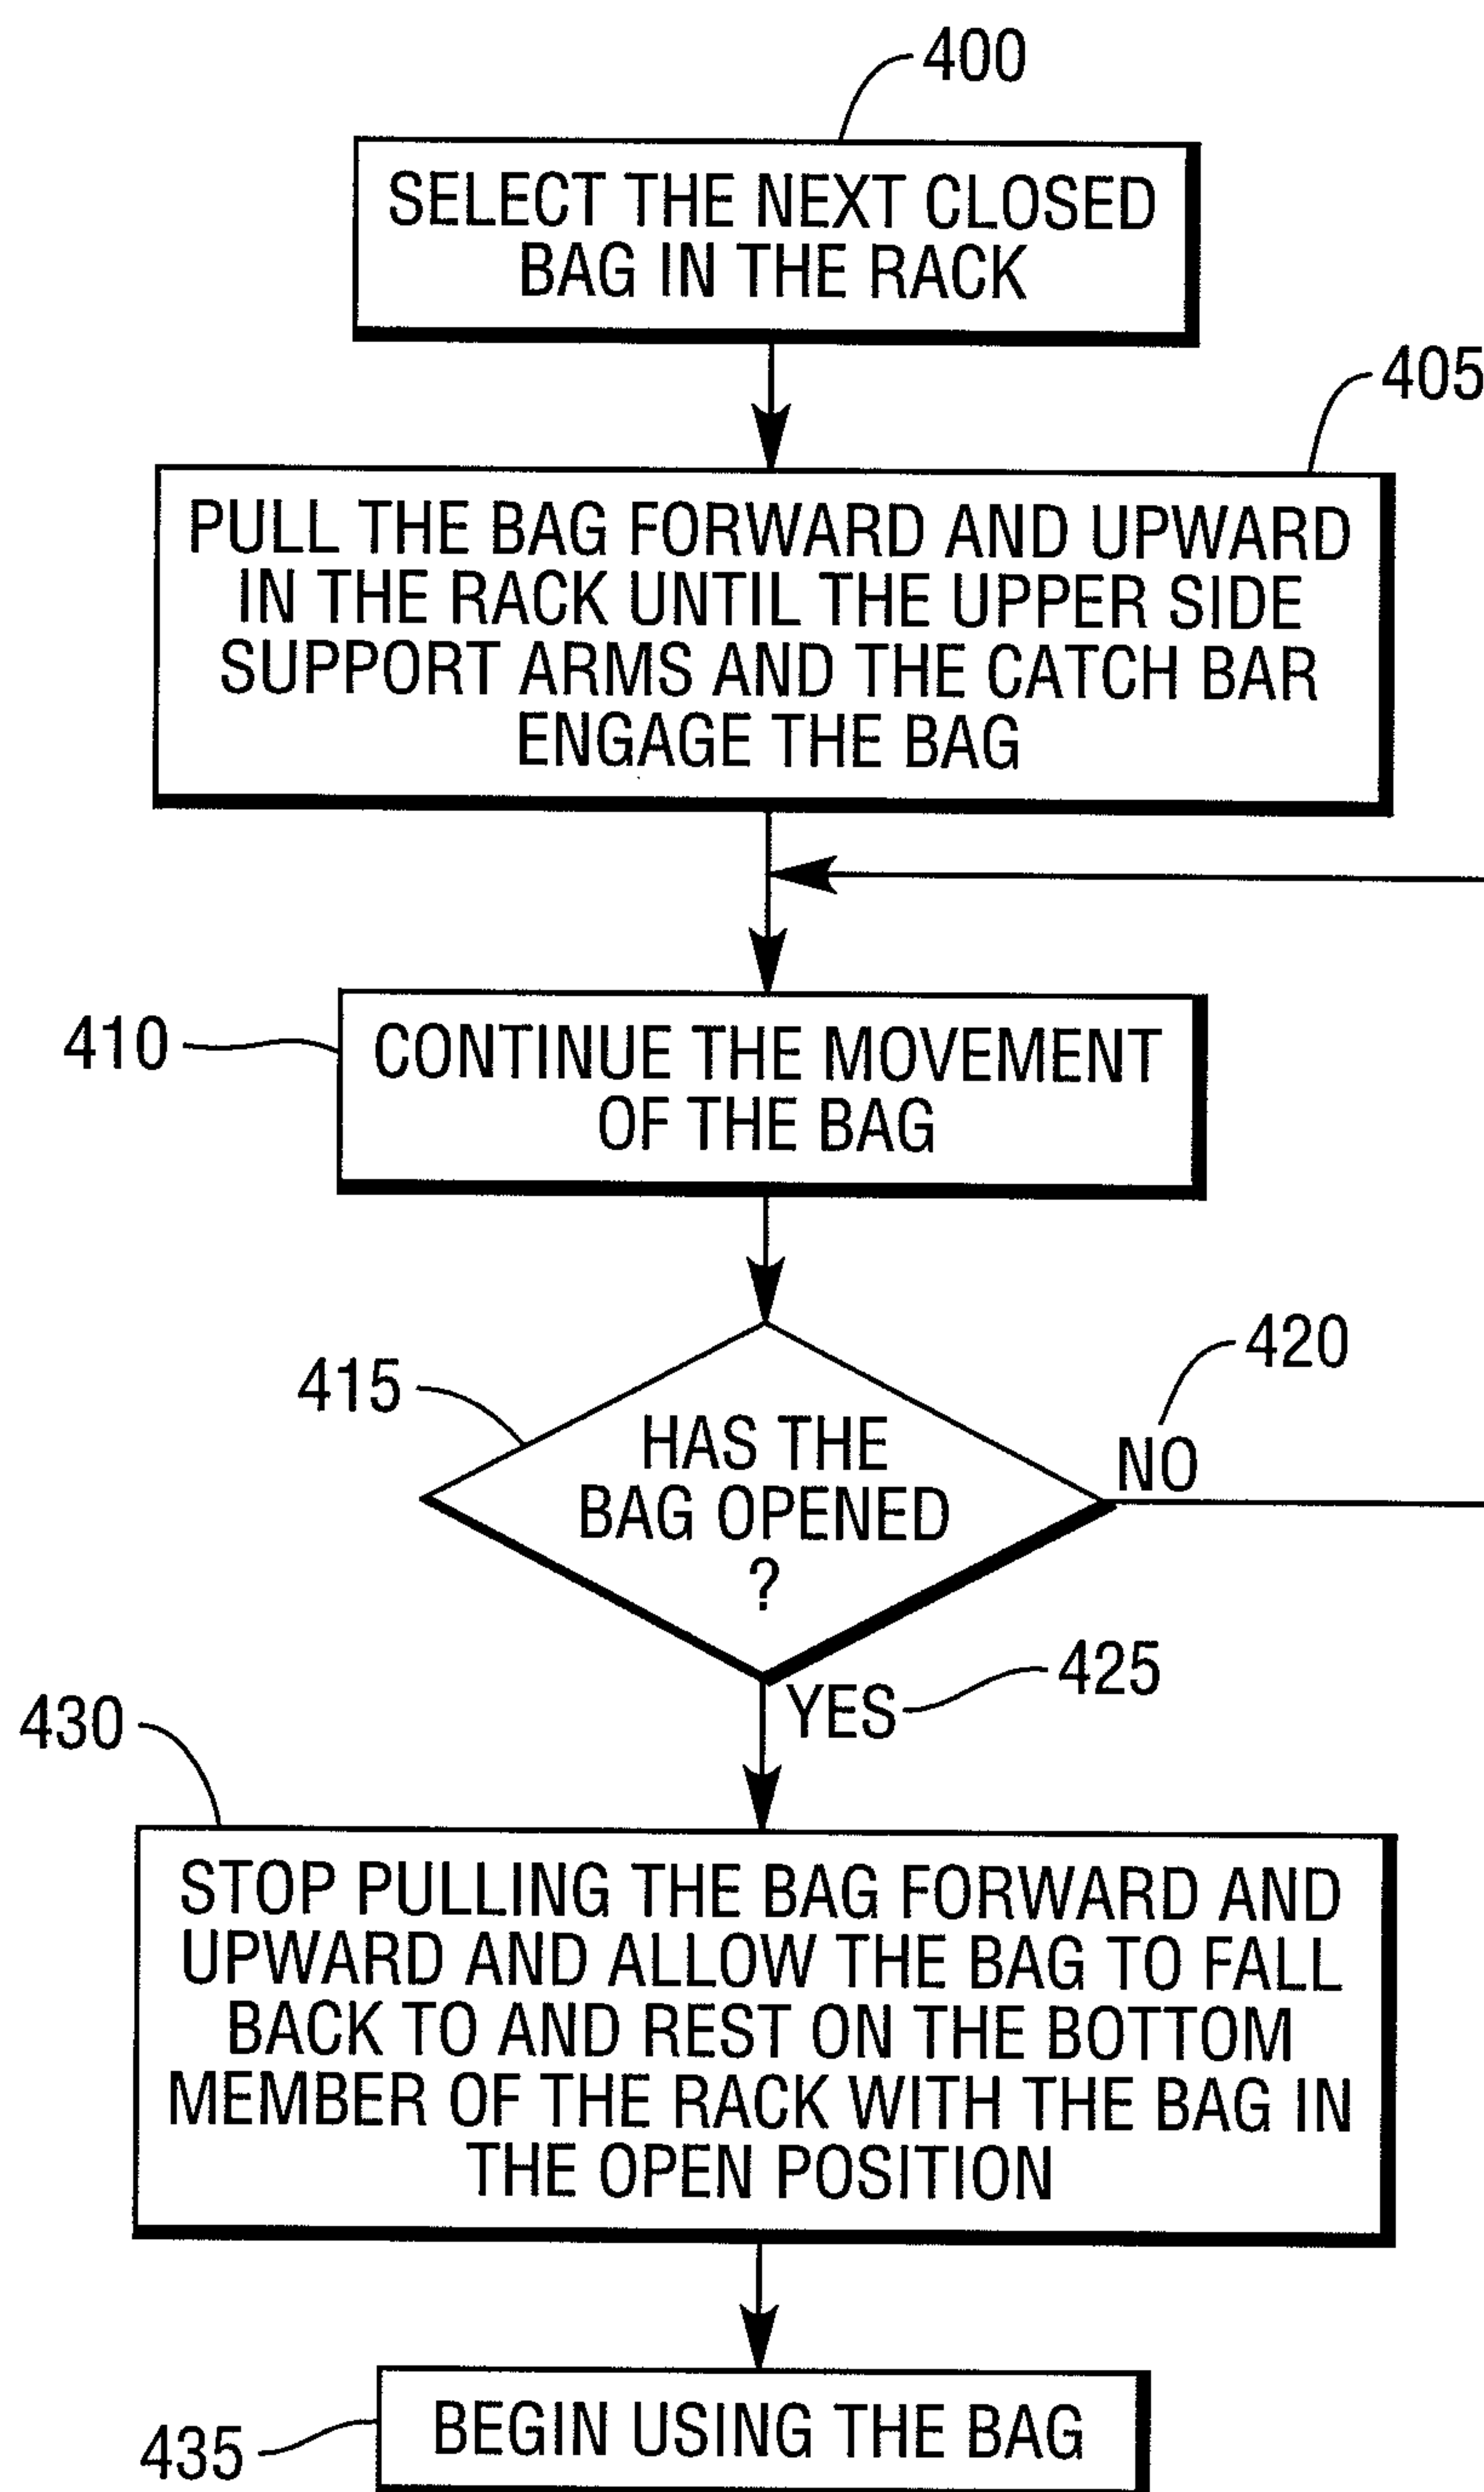 400
SELECT THE NEXT CLOSED
BAG IN THE RACK
405
PULL THE BAG FORWARD AND UPWARD
IN THE RACK UNTIL THE UPPER SIDE
SUPPORT ARMS AND THE CATCH BAR
ENGAGE THE BAG
410
CONTINUE THE MOVEMENT
OF THE BAG
415
HAS THE
BAG OPENED
?
420
NO
425
YES
430
STOP PULLING THE BAG FORWARD AND
UPWARD AND ALLOW THE BAG TO FALL
BACK TO AND REST ON THE BOTTOM
MEMBER OF THE RACK WITH THE BAG IN
THE OPEN POSITION
435
BEGIN USING THE BAG